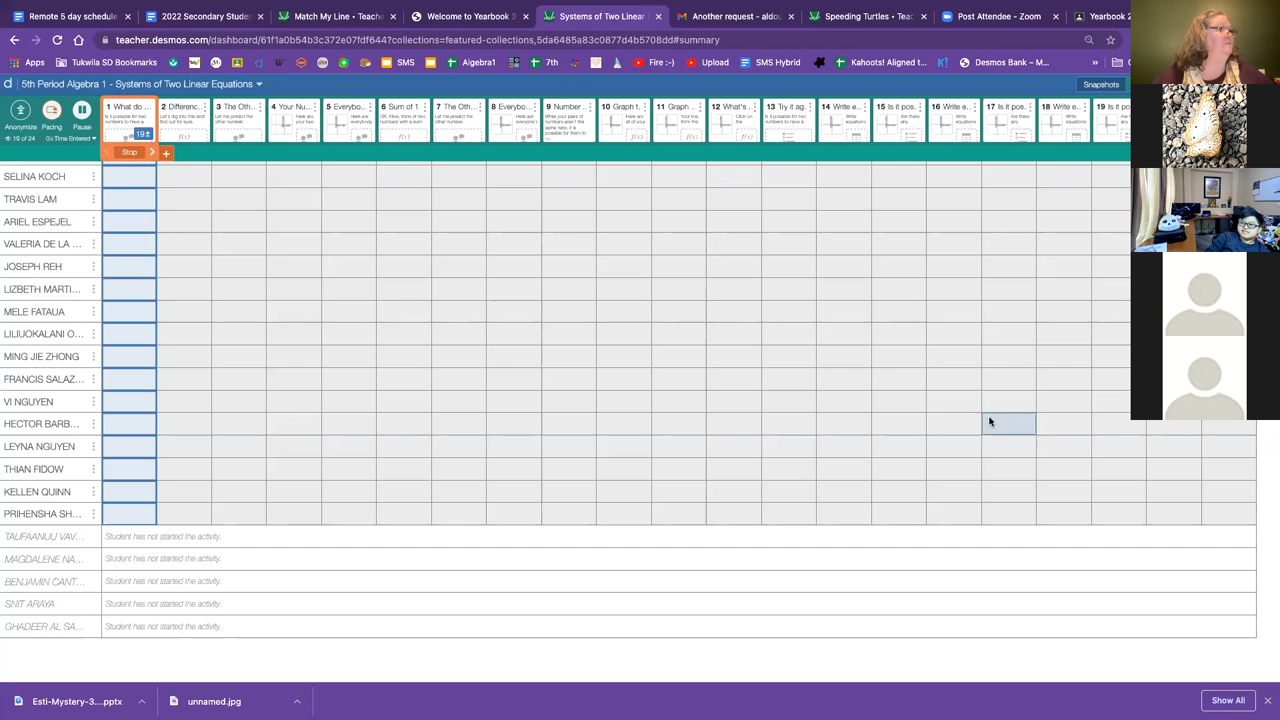 Remote 5 day schedule
2022 Secondary Studen
Match My Line • Teache
Welcome to Yearbook 3
Systems of Two Linear
Another request - aldou
Speeding Turtles • Teac
Post Attendee - Zoom
Yearbook 2
teacher.desmos.com/dashboard/61f1a0b54b3c372e07fdf644?collections=featured-collections,5da6485a83c0877d4b5708dd#summary
Apps
Tukwila SD Bookmarks
SMS
Algebra1
7th
Fire :-)
Upload
SMS Hybrid
Kahoots! Aligned t...
Desmos Bank – M...
»
5th Period Algebra 1 - Systems of Two Linear Equations
Snapshots
1 What do ...
2 Differenc...
3 The Oth...
4 Your Nu...
5 Everybo...
6 Sum of 1...
7 The Oth...
8 Everybo...
9 Number ...
10 Graph t...
11 Graph ...
12 What's ...
13 Try it ag...
14 Write e...
15 Is it pos...
16 Write e...
17 Is it pos...
18 Write e...
19 Is it po
Anonymize
Pacing
Pause
19 of 24
Time Entered
19
Stop
+
SELINA KOCH
TRAVIS LAM
ARIEL ESPEJEL
VALERIA DE LA ...
JOSEPH REH
LIZBETH MARTI...
MELE FATAUA
LILIUOKALANI O...
MING JIE ZHONG
FRANCIS SALAZ...
VI NGUYEN
HECTOR BARB...
LEYNA NGUYEN
THIAN FIDOW
KELLEN QUINN
PRIHENSHA SH...
TAUFAANUU VAV... Student has not started the activity.
MAGDALENE NA... Student has not started the activity.
BENJAMIN CANT... Student has not started the activity.
SNIT ARAYA Student has not started the activity.
GHADEER AL SA... Student has not started the activity.
Esti-Mystery-3....pptx
unnamed.jpg
Show All